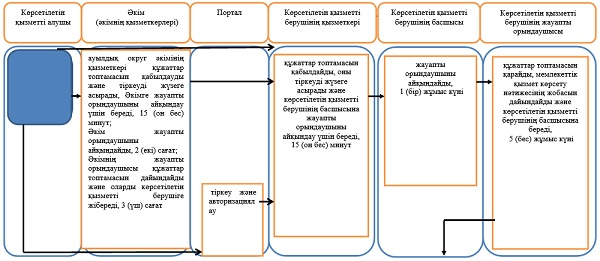 Көрсетілетін
қызметті алушы
Әкім
(әкімнің қызметкерлері)
Портал
Көрсетілетін қызметті
берушінің қызметкері
Көрсетілетін қызметті
берушінің басшысы
Көрсетілетін қызметті
берушінің жауапты
орындаушысы
ауылдық округ әкімінің
қызметкері құжаттар
топтамасын қабылдауды
және тіркеуді жүзеге
асырады, Әкімге жауапты
орындаушыны айқындау
үшін береді, 15 (он бес)
минут;
Әкім жауапты
орындаушыны
айқындайды, 2 (екі) сағат;
Әкімнің жауапты
орындаушысы құжаттар
топтамасын дайындайды
және оларды көрсетілетін
қызметті берушіге
жібереді, 3 (үш) сағат
тіркеу және
авторизациял
ау
құжаттар топтамасын
қабылдайды, оны
тіркеуді жүзеге
асырады және
көрсетілетін қызметті
берушінің басшысына
жауапты
орындаушыны
айқындау үшін береді,
15 (он бес) минут
жауапты
орындаушыны
айқындайды,
1 (бір) жұмыс күні
құжаттар топтамасын
қарайды, мемлекеттік
қызмет көрсету
нәтижесінің жобасын
дайындайды және
көрсетілетін қызметті
берушінің басшысына
береді,
5 (бес) жұмыс күні